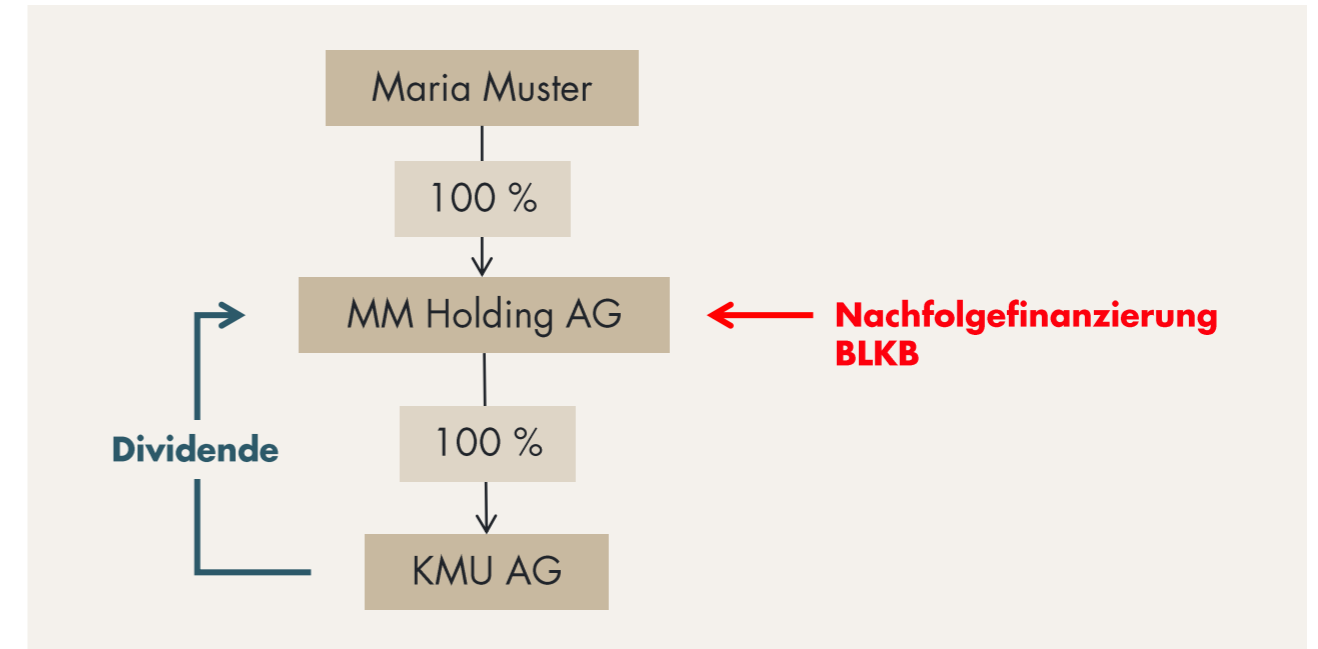 Maria Muster
100 %
MM Holding AG
Nachfolgefinanzierung
BLKB
Dividende
100 %
KMU AG